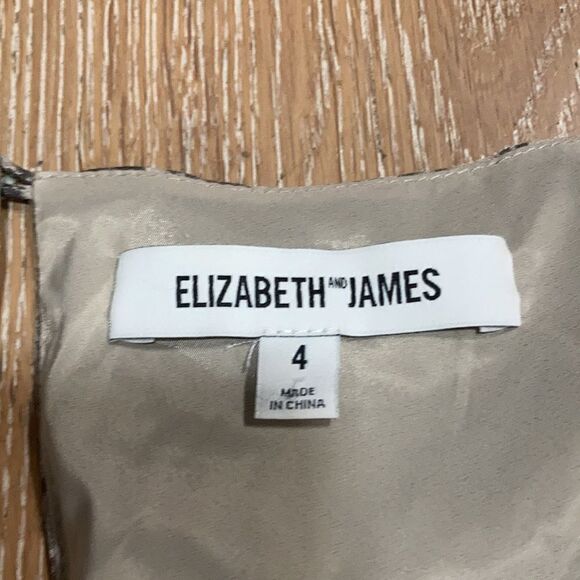 ELIZABETH AND JAMES
4
MADE
IN CHINA